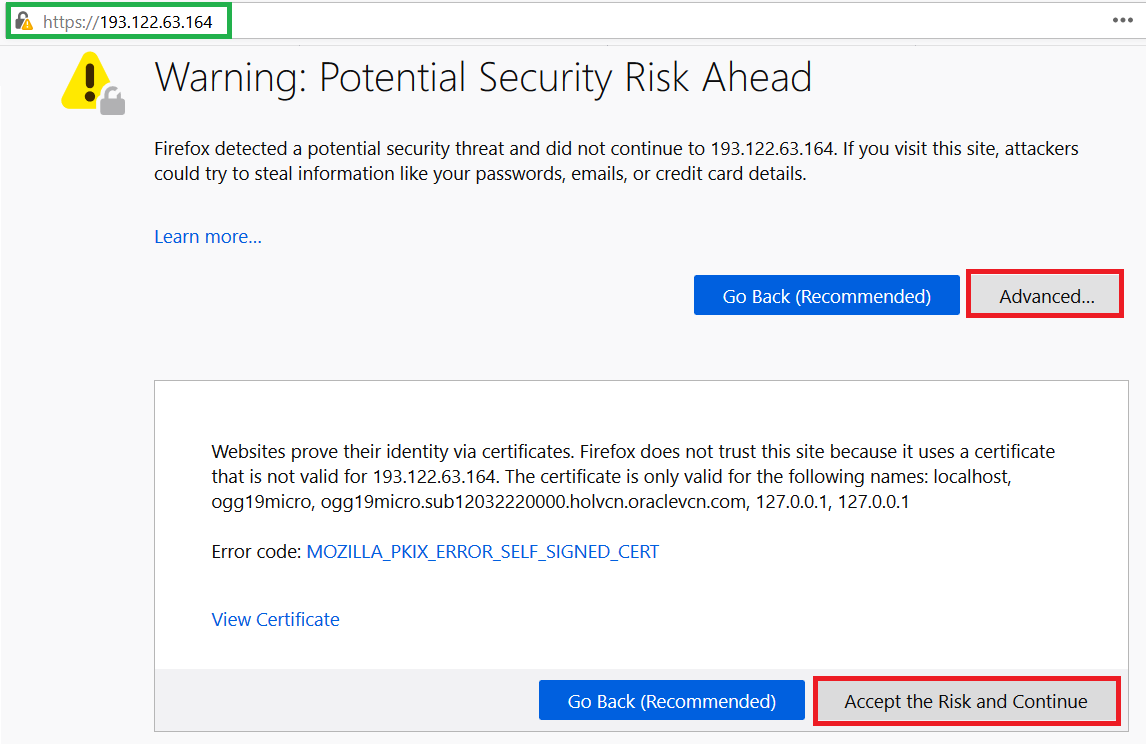 https://193.122.63.164
Warning: Potential Security Risk Ahead
Firefox detected a potential security threat and did not continue to 193.122.63.164. If you visit this site, attackers
could try to steal information like your passwords, emails, or credit card details.
Learn more...
Go Back (Recommended)
Advanced...
Websites prove their identity via certificates. Firefox does not trust this site because it uses a certificate
that is not valid for 193.122.63.164. The certificate is only valid for the following names: localhost,
ogg19micro, ogg19micro.sub12032220000.holvcn.oraclevcn.com, 127.0.0.1, 127.0.0.1
Error code: MOZILLA_PKIX_ERROR_SELF_SIGNED_CERT
View Certificate
Go Back (Recommended)
Accept the Risk and Continue